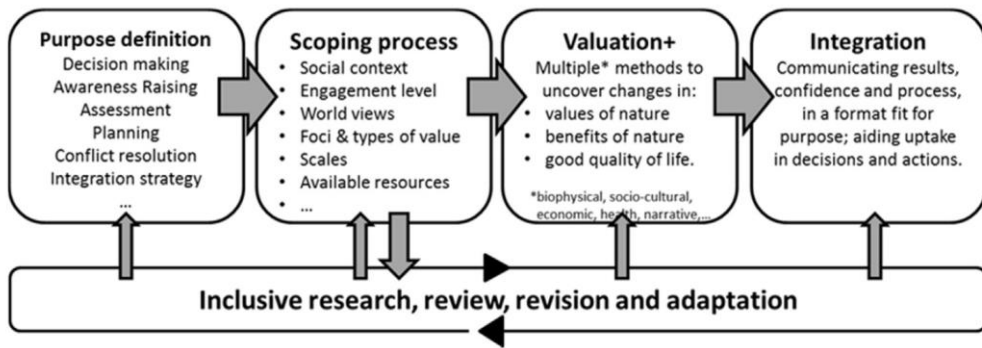 Purpose definition
Decision making
Awareness Raising
Assessment
Planning
Conflict resolution
Integration strategy
...
Scoping process
• Social context
• Engagement level
• World views
• Foci & types of value
• Scales
• Available resources
• ...
Valuation+
Multiple* methods to
uncover changes in:
• values of nature
• benefits of nature
• good quality of life.
*biophysical, socio-cultural,
economic, health, narrative,...
Integration
Communicating results,
confidence and process,
in a format fit for
purpose; aiding uptake
in decisions and actions.
Inclusive research, review, revision and adaptation